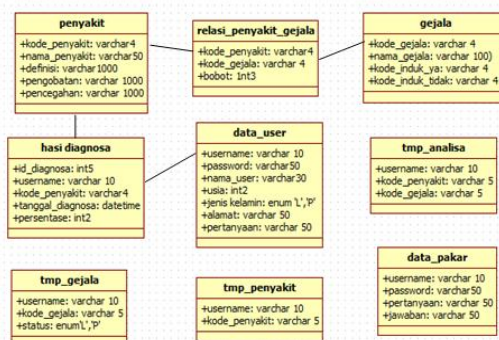 penyakit
+kode_penyakit: varchar4
+nama_penyakit: varchar50
+definisi: varchar1000
+pengobatan: varchar 1000
+pencegahan: varchar 1000
relasi_penyakit_gejala
+kode_penyakit: varchar4
+kode_gejala: varchar 4
+bobot: 1nt3
gejala
+kode_gejala: varchar 4
+nama_gejala: varchar 100)
+kode_induk_ya: varchar 4
+kode_induk_tidak: varchar 4
hasi diagnosa
+id_diagnosa: int5
+username: varchar 10
+kode_penyakit: varchar4
+tanggal_diagnosa: datetime
+persentase: int2
data_user
+username: varchar 10
+password: varchar50
+nama_user: varchar30
+usia: int2
+jenis kelamin: enum 'L','P'
+alamat: varchar 50
+pertanyaan: varchar 50
tmp_analisa
+username: varchar 10
+kode_penyakit: varchar 5
+kode_gejala: varchar 5
tmp_gejala
+username: varchar 10
+kode_gejala: varchar 5
+status: enum'L','P'
tmp_penyakit
+username: varchar 10
+kode_penyakit: varchar 5
data_pakar
+username: varchar 10
+password: varchar50
+pertanyaan: varchar 50
+jawaban: varchar 50